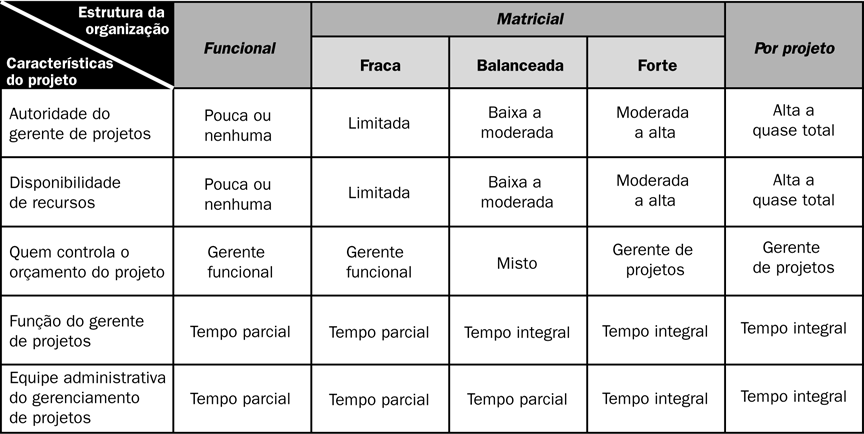 Estrutura da
organização
Características
do projeto
Funcional
Matricial
Por projeto
Fraca
Balanceada
Forte
Autoridade do
gerente de projetos
Pouca ou
nenhuma
Limitada
Baixa a
moderada
Moderada
a alta
Alta a
quase total
Disponibilidade
de recursos
Pouca ou
nenhuma
Limitada
Baixa a
moderada
Moderada
a alta
Alta a
quase total
Quem controla o
orçamento do projeto
Gerente
funcional
Gerente
funcional
Misto
Gerente de
projetos
Gerente
de projetos
Função do gerente
de projetos
Tempo parcial
Tempo parcial
Tempo integral
Tempo integral
Tempo integral
Equipe administrativa
do gerenciamento
de projetos
Tempo parcial
Tempo parcial
Tempo parcial
Tempo integral
Tempo integral